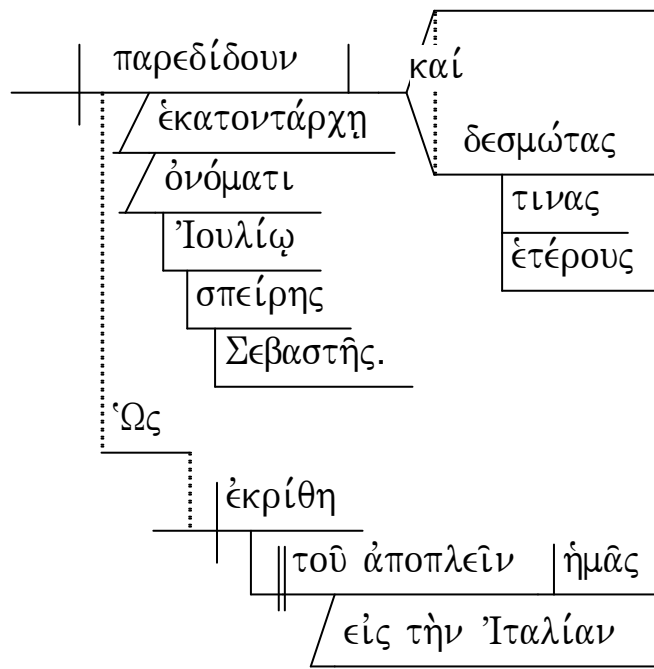 παρεδίδουν
καί
ἑκατοντάρχῃ
δεσμώτας
ὀνόματι
τινας
Ἰουλίῳ
ἑτέρους
σπείρης
Σεβαστῆς.
Ὡς
ἐκρίθη
τοῦ ἀποπλεῖν ἡμᾶς
εἰς τὴν Ἰταλίαν